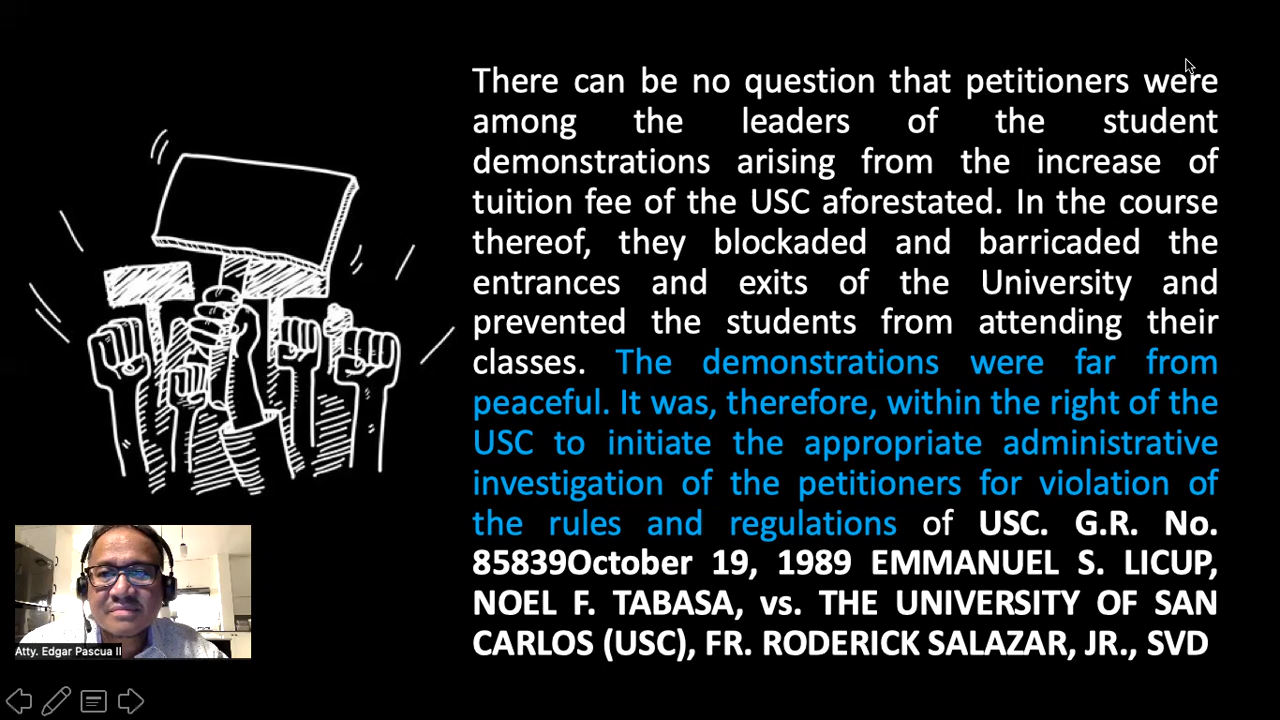 There can be no question that petitioners were
among the leaders of the student
demonstrations arising from the increase of
tuition fee of the USC aforestated. In the course
thereof, they blockaded and barricaded the
entrances and exits of the University and
prevented the students from attending their
classes. The demonstrations were far from
peaceful. It was, therefore, within the right of the
USC to initiate the appropriate administrative
investigation of the petitioners for violation of
the rules and regulations of USC. G.R. No.
85839October 19, 1989 EMMANUEL S. LICUP,
NOEL F. TABASA, vs. THE UNIVERSITY OF SAN
CARLOS (USC), FR. RODERICK SALAZAR, JR., SVD
Atty. Edgar Pascua II